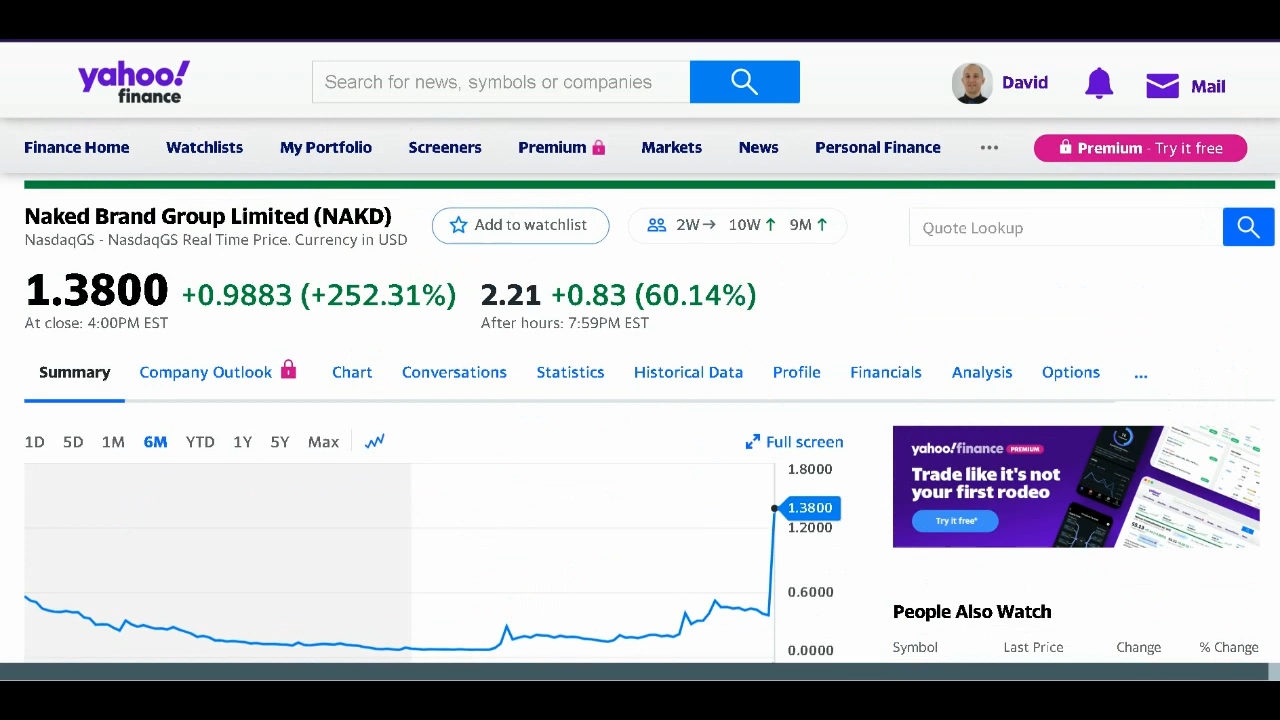 yahoo!
finance
Search for news, symbols or companies
David
Mail
Finance Home Watchlists My Portfolio Screeners Premium Markets News Personal Finance ••• Premium - Try it free
Naked Brand Group Limited (NAKD)
NasdaqGS - NasdaqGS Real Time Price. Currency in USD
Add to watchlist
2W→ 10W↑ 9M↑
Quote Lookup
1.3800 +0.9883 (+252.31%) 2.21 +0.83 (60.14%)
At close: 4:00PM EST After hours: 7:59PM EST
Summary Company Outlook Chart Conversations Statistics Historical Data Profile Financials Analysis Options ...
1D 5D 1M 6M YTD 1Y 5Y Max
Full screen
1.8000
1.3800
1.2000
0.6000
0.0000
yahoo!finance PREMIUM
Trade like it's not
your first rodeo
Try it free*
People Also Watch
Symbol Last Price Change % Change